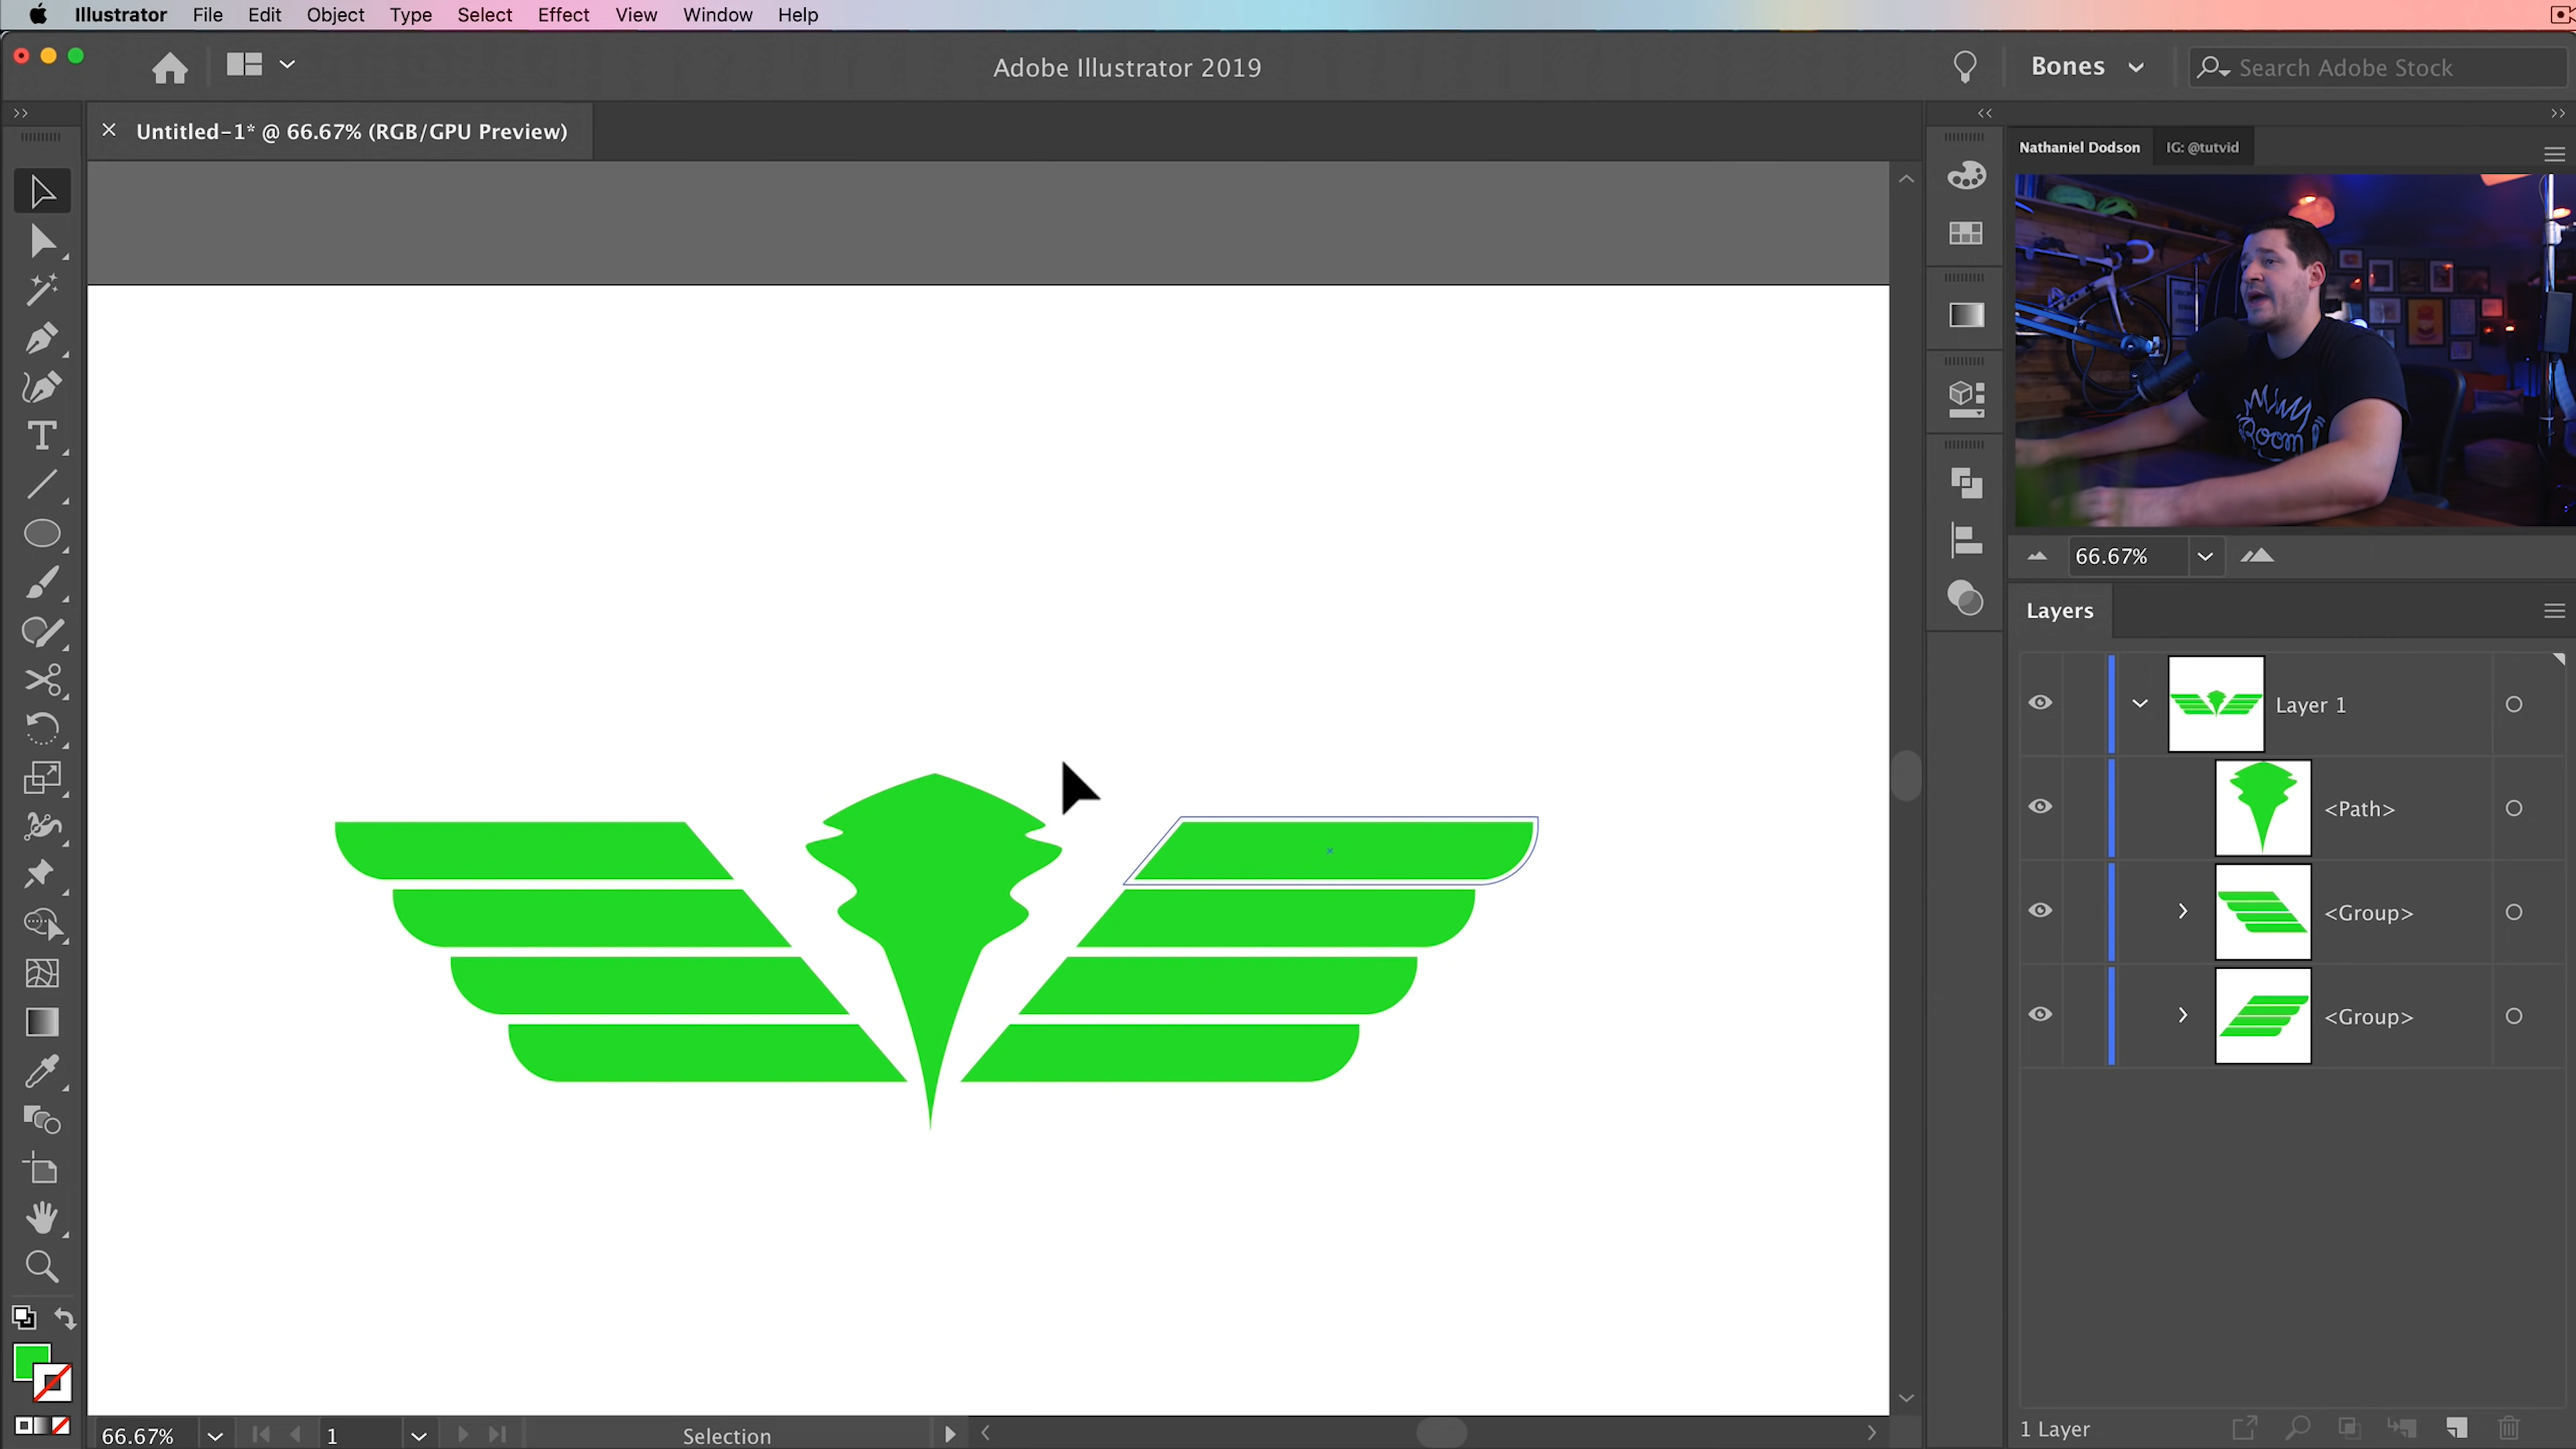 Illustrator File Edit Object Type Select Effect View Window Help
Adobe Illustrator 2019
Bones
Search Adobe Stock
Untitled-1* @ 66.67% (RGB/GPU Preview)
Nathaniel Dodson
IG: @tutvid
Room
66.67%
Layers
Layer 1
<Path>
<Group>
<Group>
66.67%
1
Selection
1 Layer